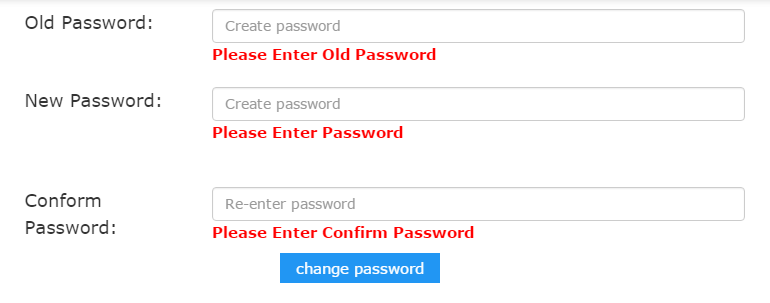 Old Password:
Create password
Please Enter Old Password
New Password:
Create password
Please Enter Password
Conform
Password:
Re-enter password
Please Enter Confirm Password
change password